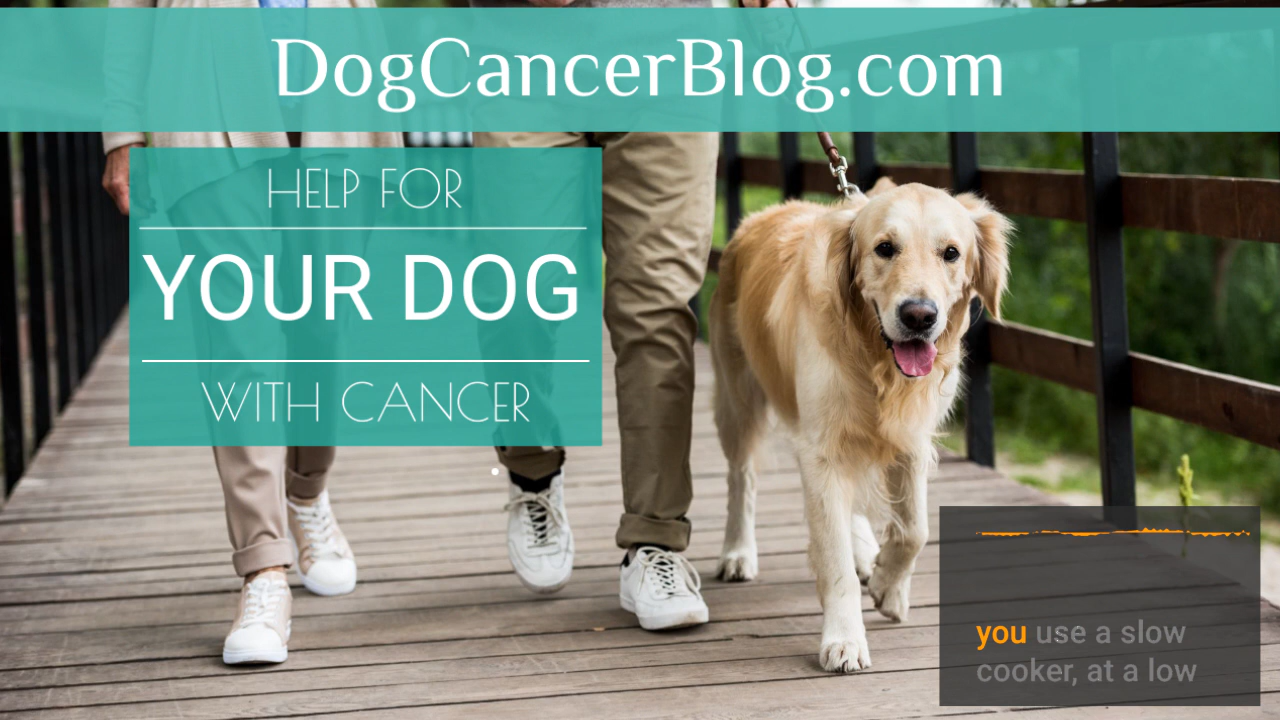 DogCancerBlog.com
HELP FOR
YOUR DOG
WITH CANCER
you use a slow
cooker, at a low